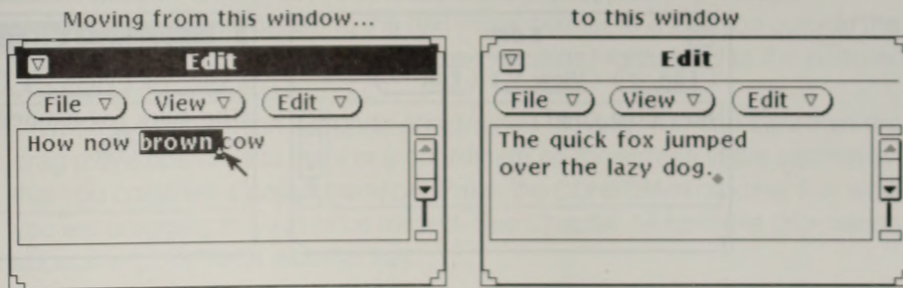 Moving from this window...
Edit
File View Edit
How now brown cow
to this window
Edit
File View Edit
The quick fox jumped
over the lazy dog.